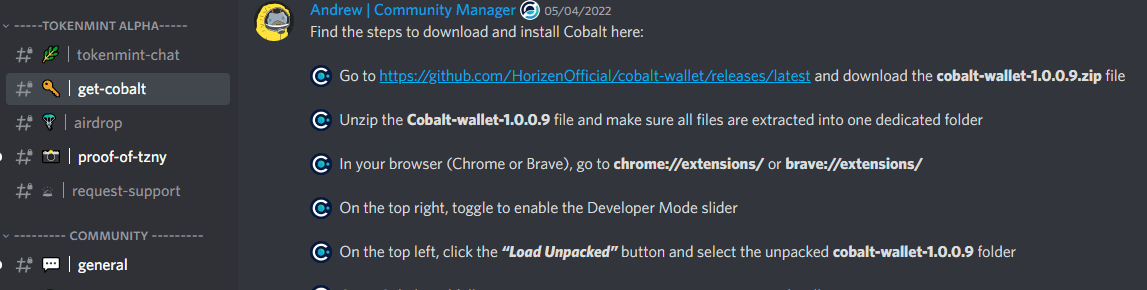 -----TOKENMINT ALPHA-----
tokenmint-chat
get-cobalt
airdrop
proof-of-tzny
request-support
--------- COMMUNITY ---------
general
Andrew | Community Manager 05/04/2022
Find the steps to download and install Cobalt here:
Go to https://github.com/HorizenOfficial/cobalt-wallet/releases/latest and download the cobalt-wallet-1.0.0.9.zip file
Unzip the Cobalt-wallet-1.0.0.9 file and make sure all files are extracted into one dedicated folder
In your browser (Chrome or Brave), go to chrome://extensions/ or brave://extensions/
On the top right, toggle to enable the Developer Mode slider
On the top left, click the “Load Unpacked” button and select the unpacked cobalt-wallet-1.0.0.9 folder